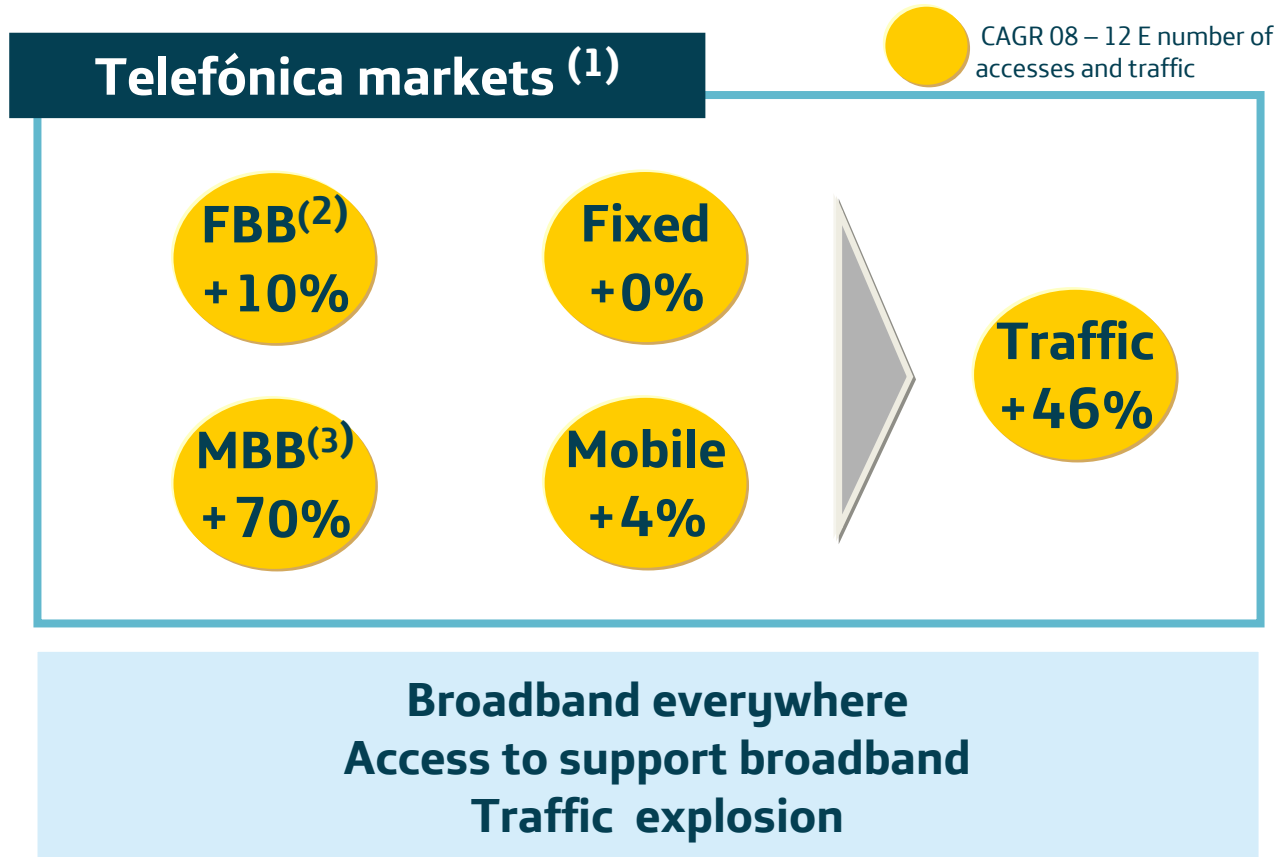 Telefónica markets (1)
CAGR 08 – 12 E number of
accesses and traffic
FBB(2)
+10%
Fixed
+0%
MBB(3)
+70%
Mobile
+4%
Traffic
+46%
Broadband everywhere
Access to support broadband
Traffic explosion